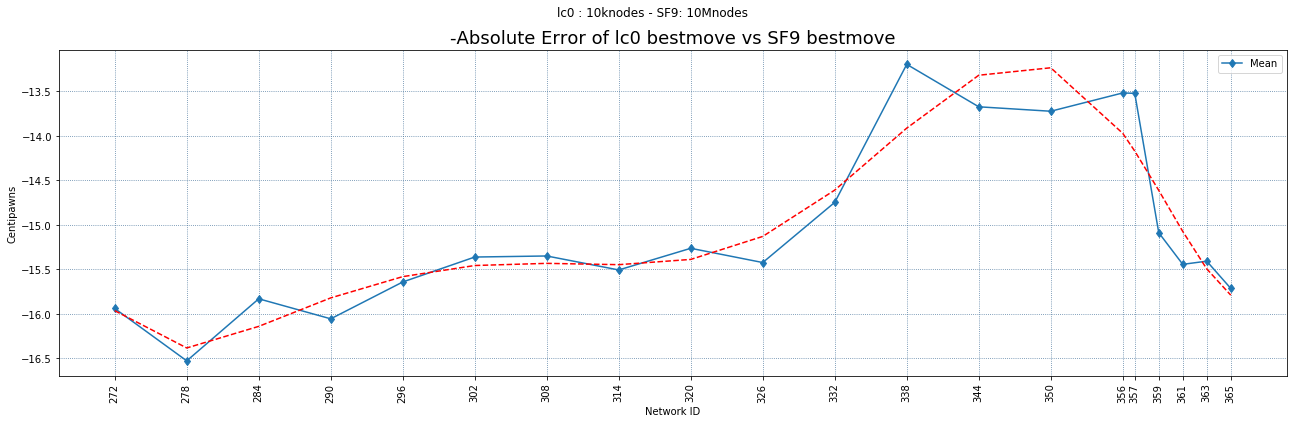 lc0 : 10knodes - SF9: 10Mnodes
-Absolute Error of lc0 bestmove vs SF9 bestmove
Mean
−13.5
−14.0
−14.5
−15.0
−15.5
−16.0
−16.5
Centipawns
272 278 284 290 296 302 308 314 320 326 332 338 344 350 356 357 359 361 363 365
Network ID